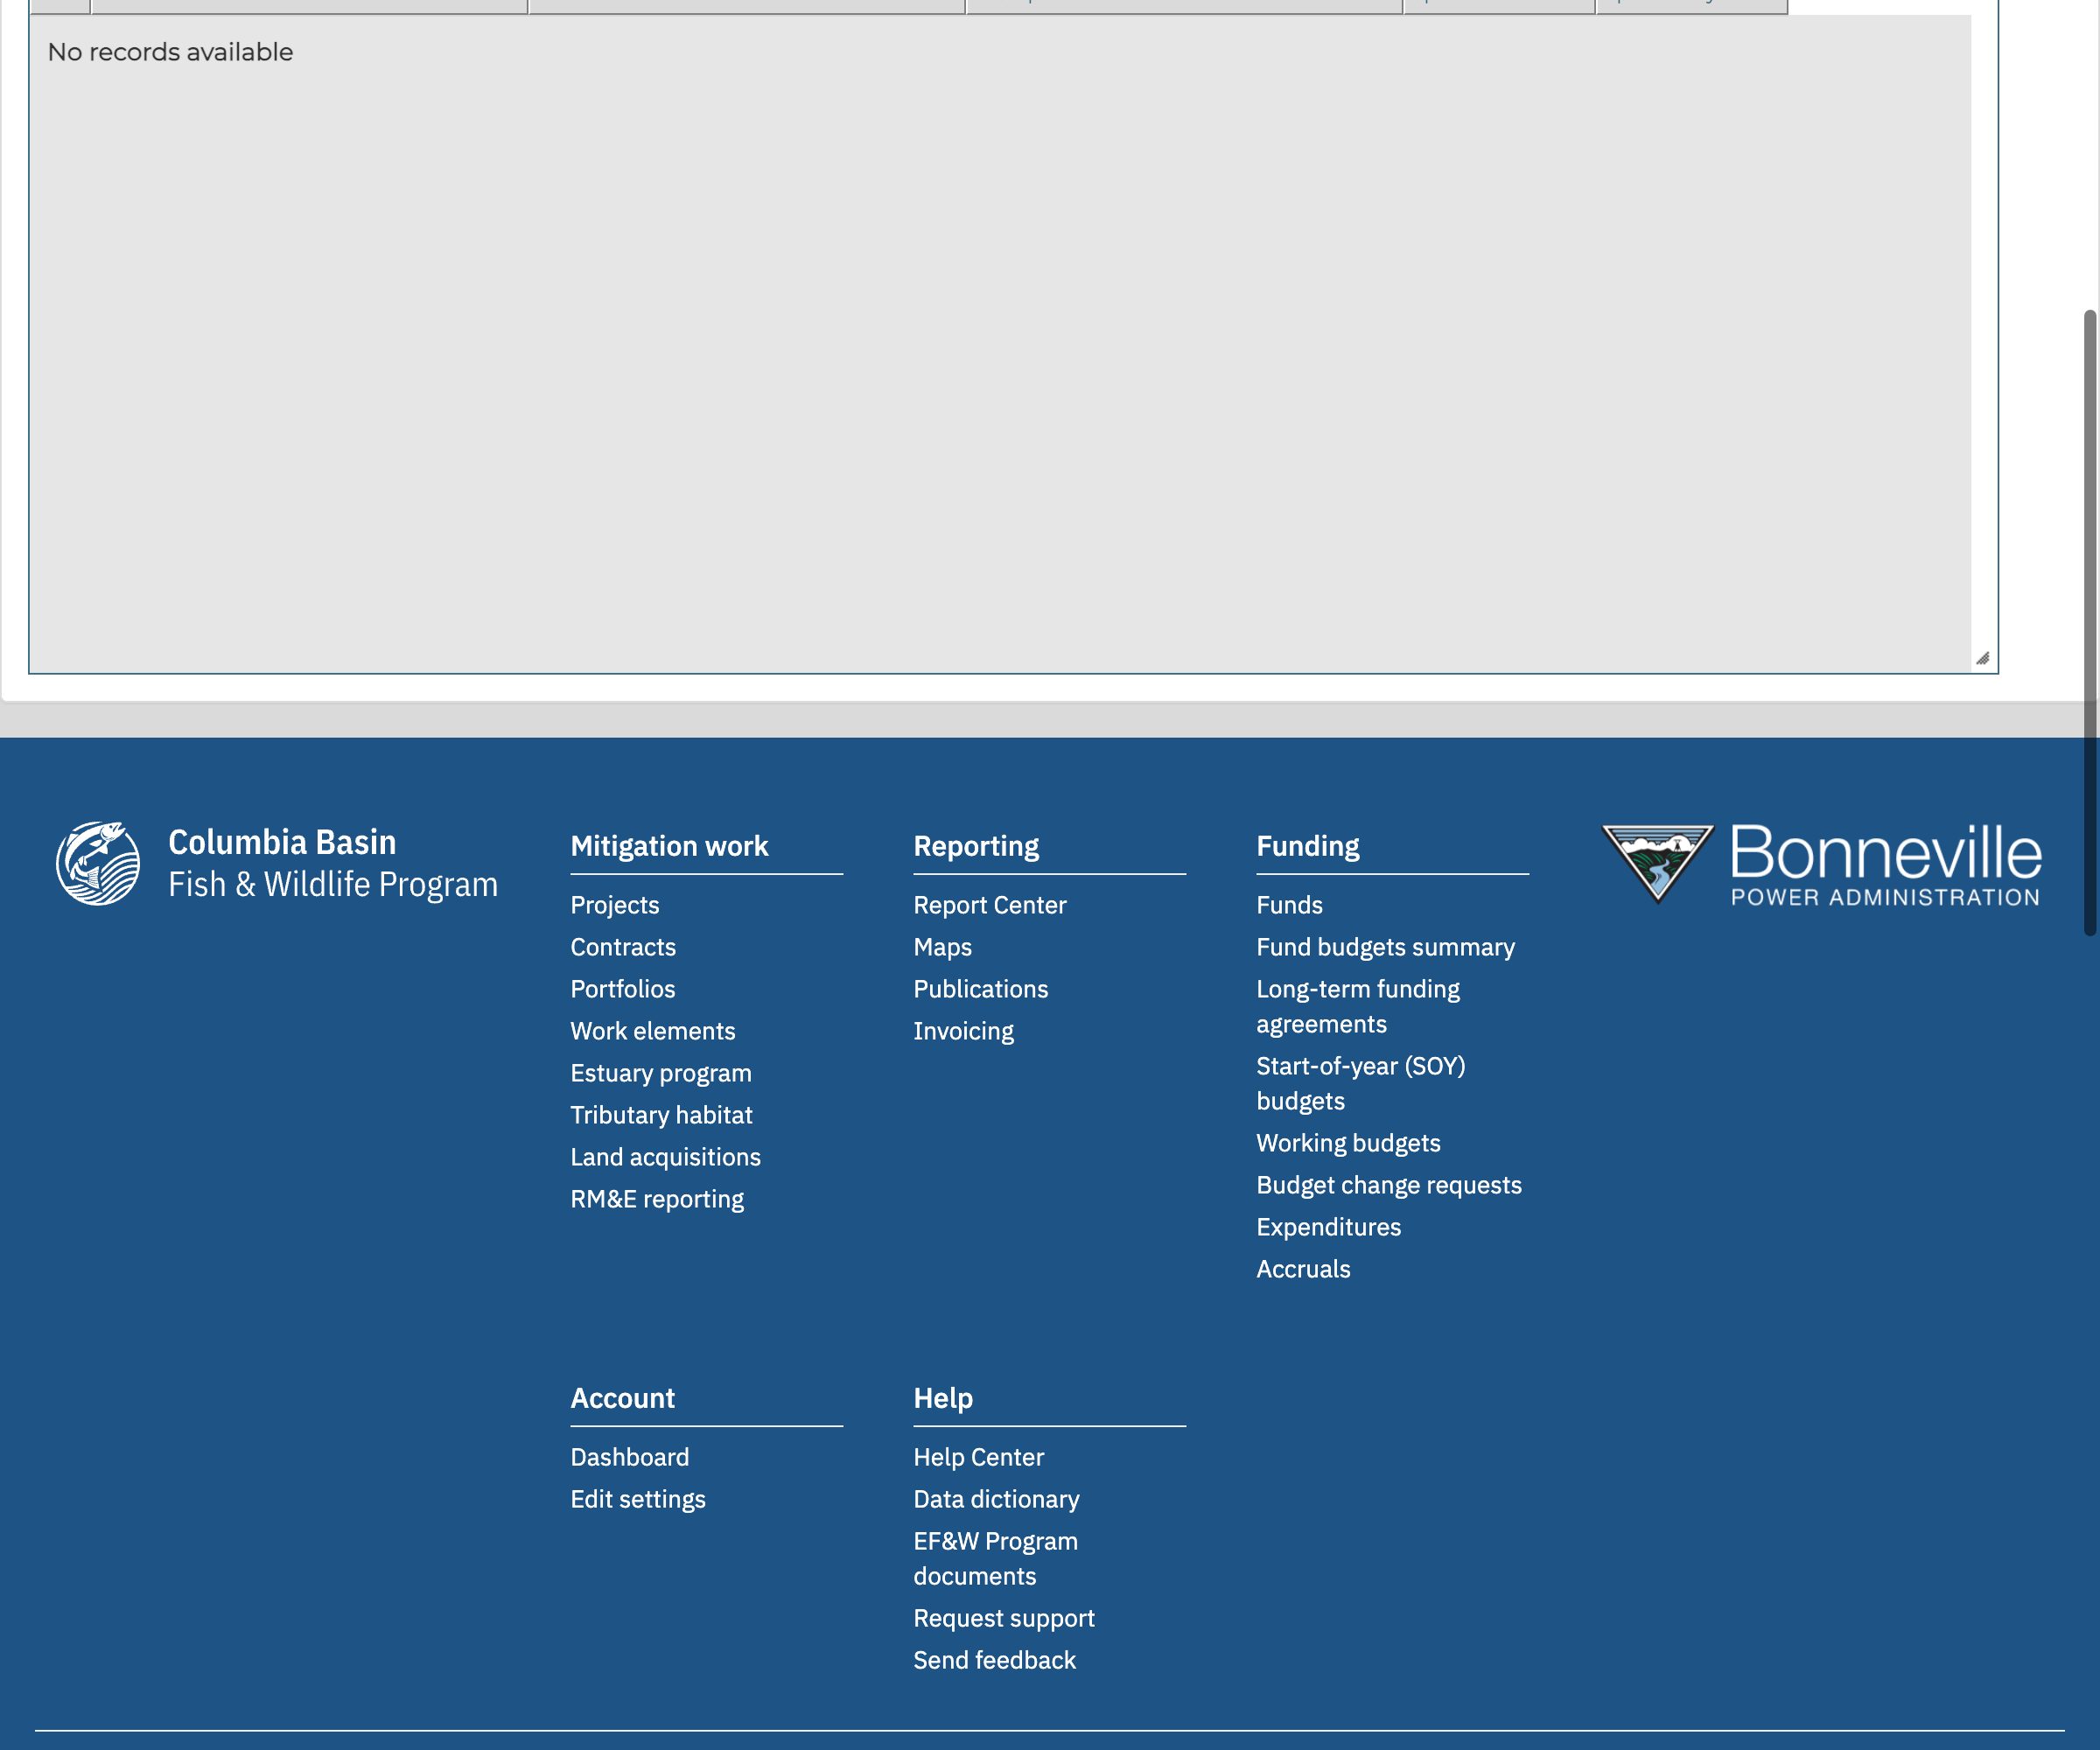 No records available
Columbia Basin
Fish & Wildlife Program
Mitigation work
Projects
Contracts
Portfolios
Work elements
Estuary program
Tributary habitat
Land acquisitions
RM&E reporting
Reporting
Report Center
Maps
Publications
Invoicing
Funding
Funds
Fund budgets summary
Long-term funding
agreements
Start-of-year (SOY)
budgets
Working budgets
Budget change requests
Expenditures
Accruals
Bonneville
POWER ADMINISTRATION
Account
Dashboard
Edit settings
Help
Help Center
Data dictionary
EF&W Program
documents
Request support
Send feedback